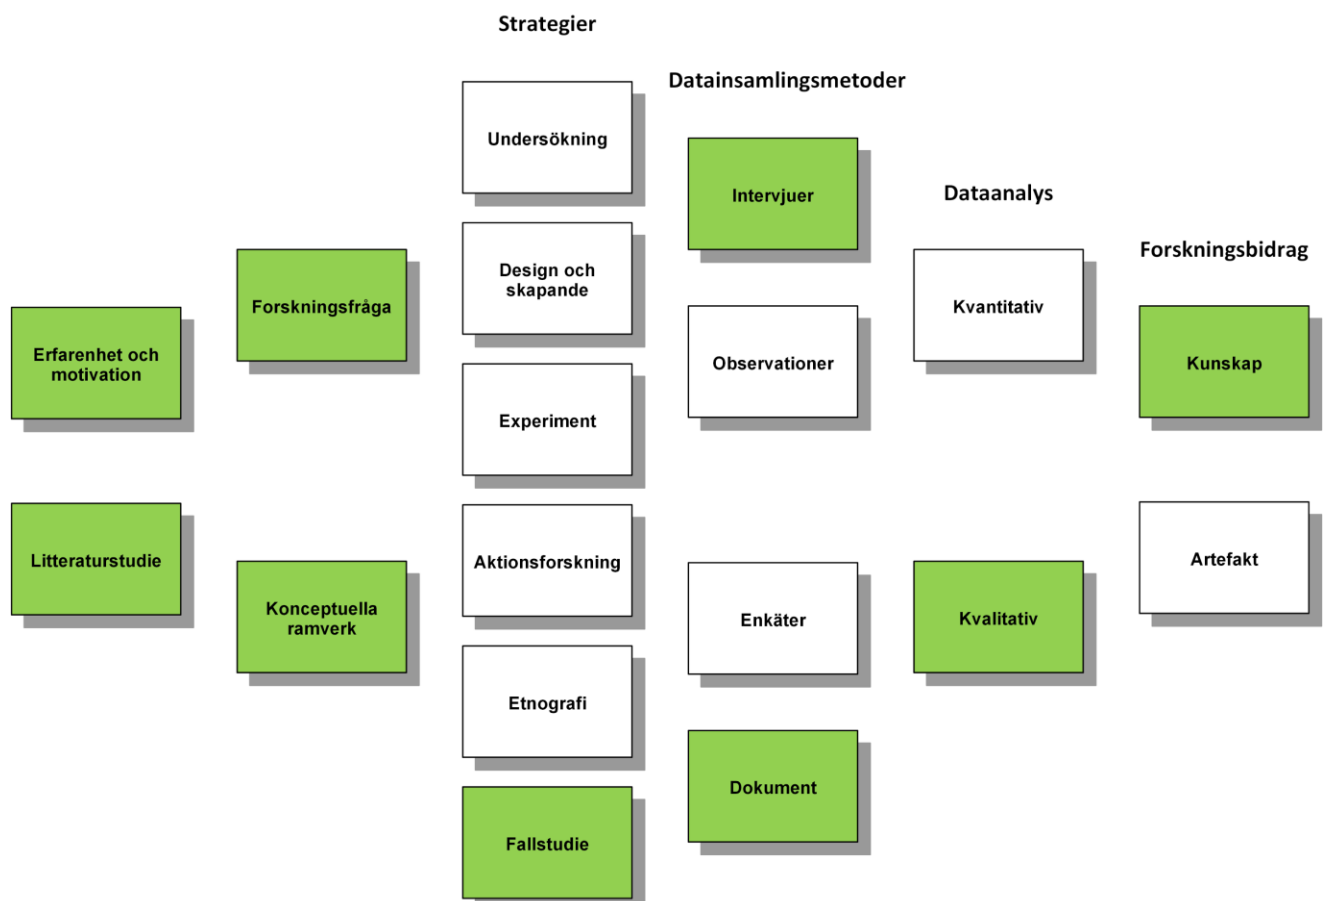 Strategier
Datainsamlingsmetoder
Dataanalys
Forskningsbidrag
Erfarenhet och
motivation
Litteraturstudie
Forskningsfråga
Konceptuella
ramverk
Undersökning
Design och
skapande
Experiment
Aktionsforskning
Etnografi
Fallstudie
Intervjuer
Observationer
Enkäter
Dokument
Kvantitativ
Kvalitativ
Kunskap
Artefakt